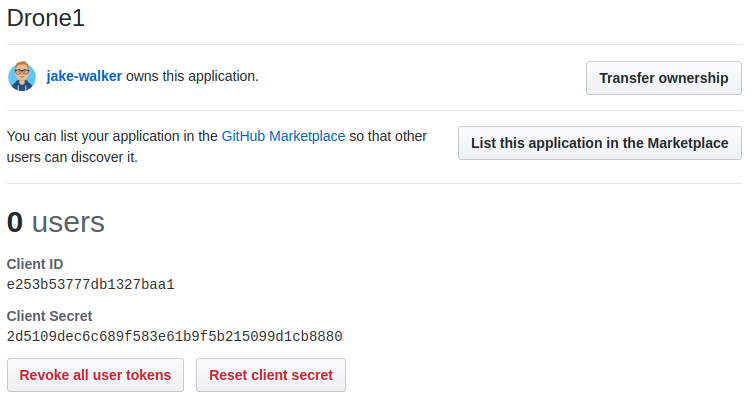 Drone1
jake-walker owns this application.
Transfer ownership
You can list your application in the GitHub Marketplace so that other
users can discover it.
List this application in the Marketplace
0 users
Client ID
e253b53777db1327baa1
Client Secret
2d5109dec6c689f583e61b9f5b215099d1cb8880
Revoke all user tokens
Reset client secret